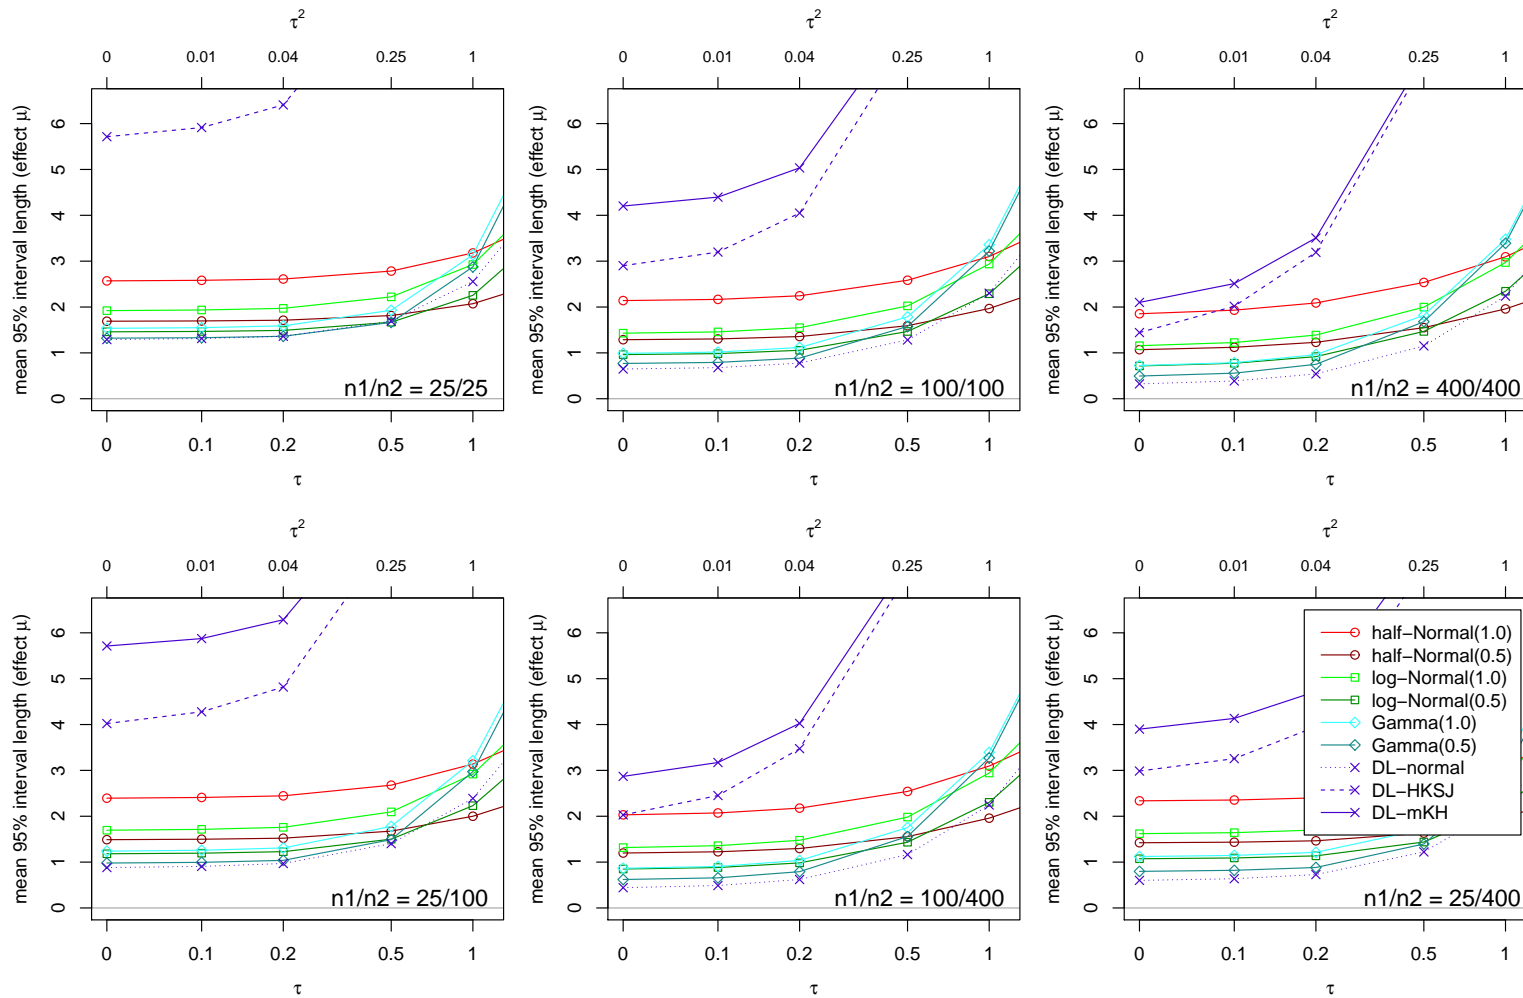 τ²
τ²
τ²
0 0.01 0.04 0.25 1
0 0.01 0.04 0.25 1
0 0.01 0.04 0.25 1
mean 95% interval length (effect μ)
0 1 2 3 4 5 6
n1/n2 = 25/25
mean 95% interval length (effect μ)
0 1 2 3 4 5 6
n1/n2 = 100/100
mean 95% interval length (effect μ)
0 1 2 3 4 5 6
n1/n2 = 400/400
0 0.1 0.2 0.5 1
0 0.1 0.2 0.5 1
0 0.1 0.2 0.5 1
τ
τ
τ
τ²
τ²
τ²
0 0.01 0.04 0.25 1
0 0.01 0.04 0.25 1
0 0.01 0.04 0.25 1
mean 95% interval length (effect μ)
0 1 2 3 4 5 6
n1/n2 = 25/100
mean 95% interval length (effect μ)
0 1 2 3 4 5 6
n1/n2 = 100/400
mean 95% interval length (effect μ)
0 1 2 3 4 5 6
half−Normal(1.0)
half−Normal(0.5)
log−Normal(1.0)
log−Normal(0.5)
Gamma(1.0)
Gamma(0.5)
DL−normal
DL−HKSJ
DL−mKH
n1/n2 = 25/400
0 0.1 0.2 0.5 1
0 0.1 0.2 0.5 1
0 0.1 0.2 0.5 1
τ
τ
τ